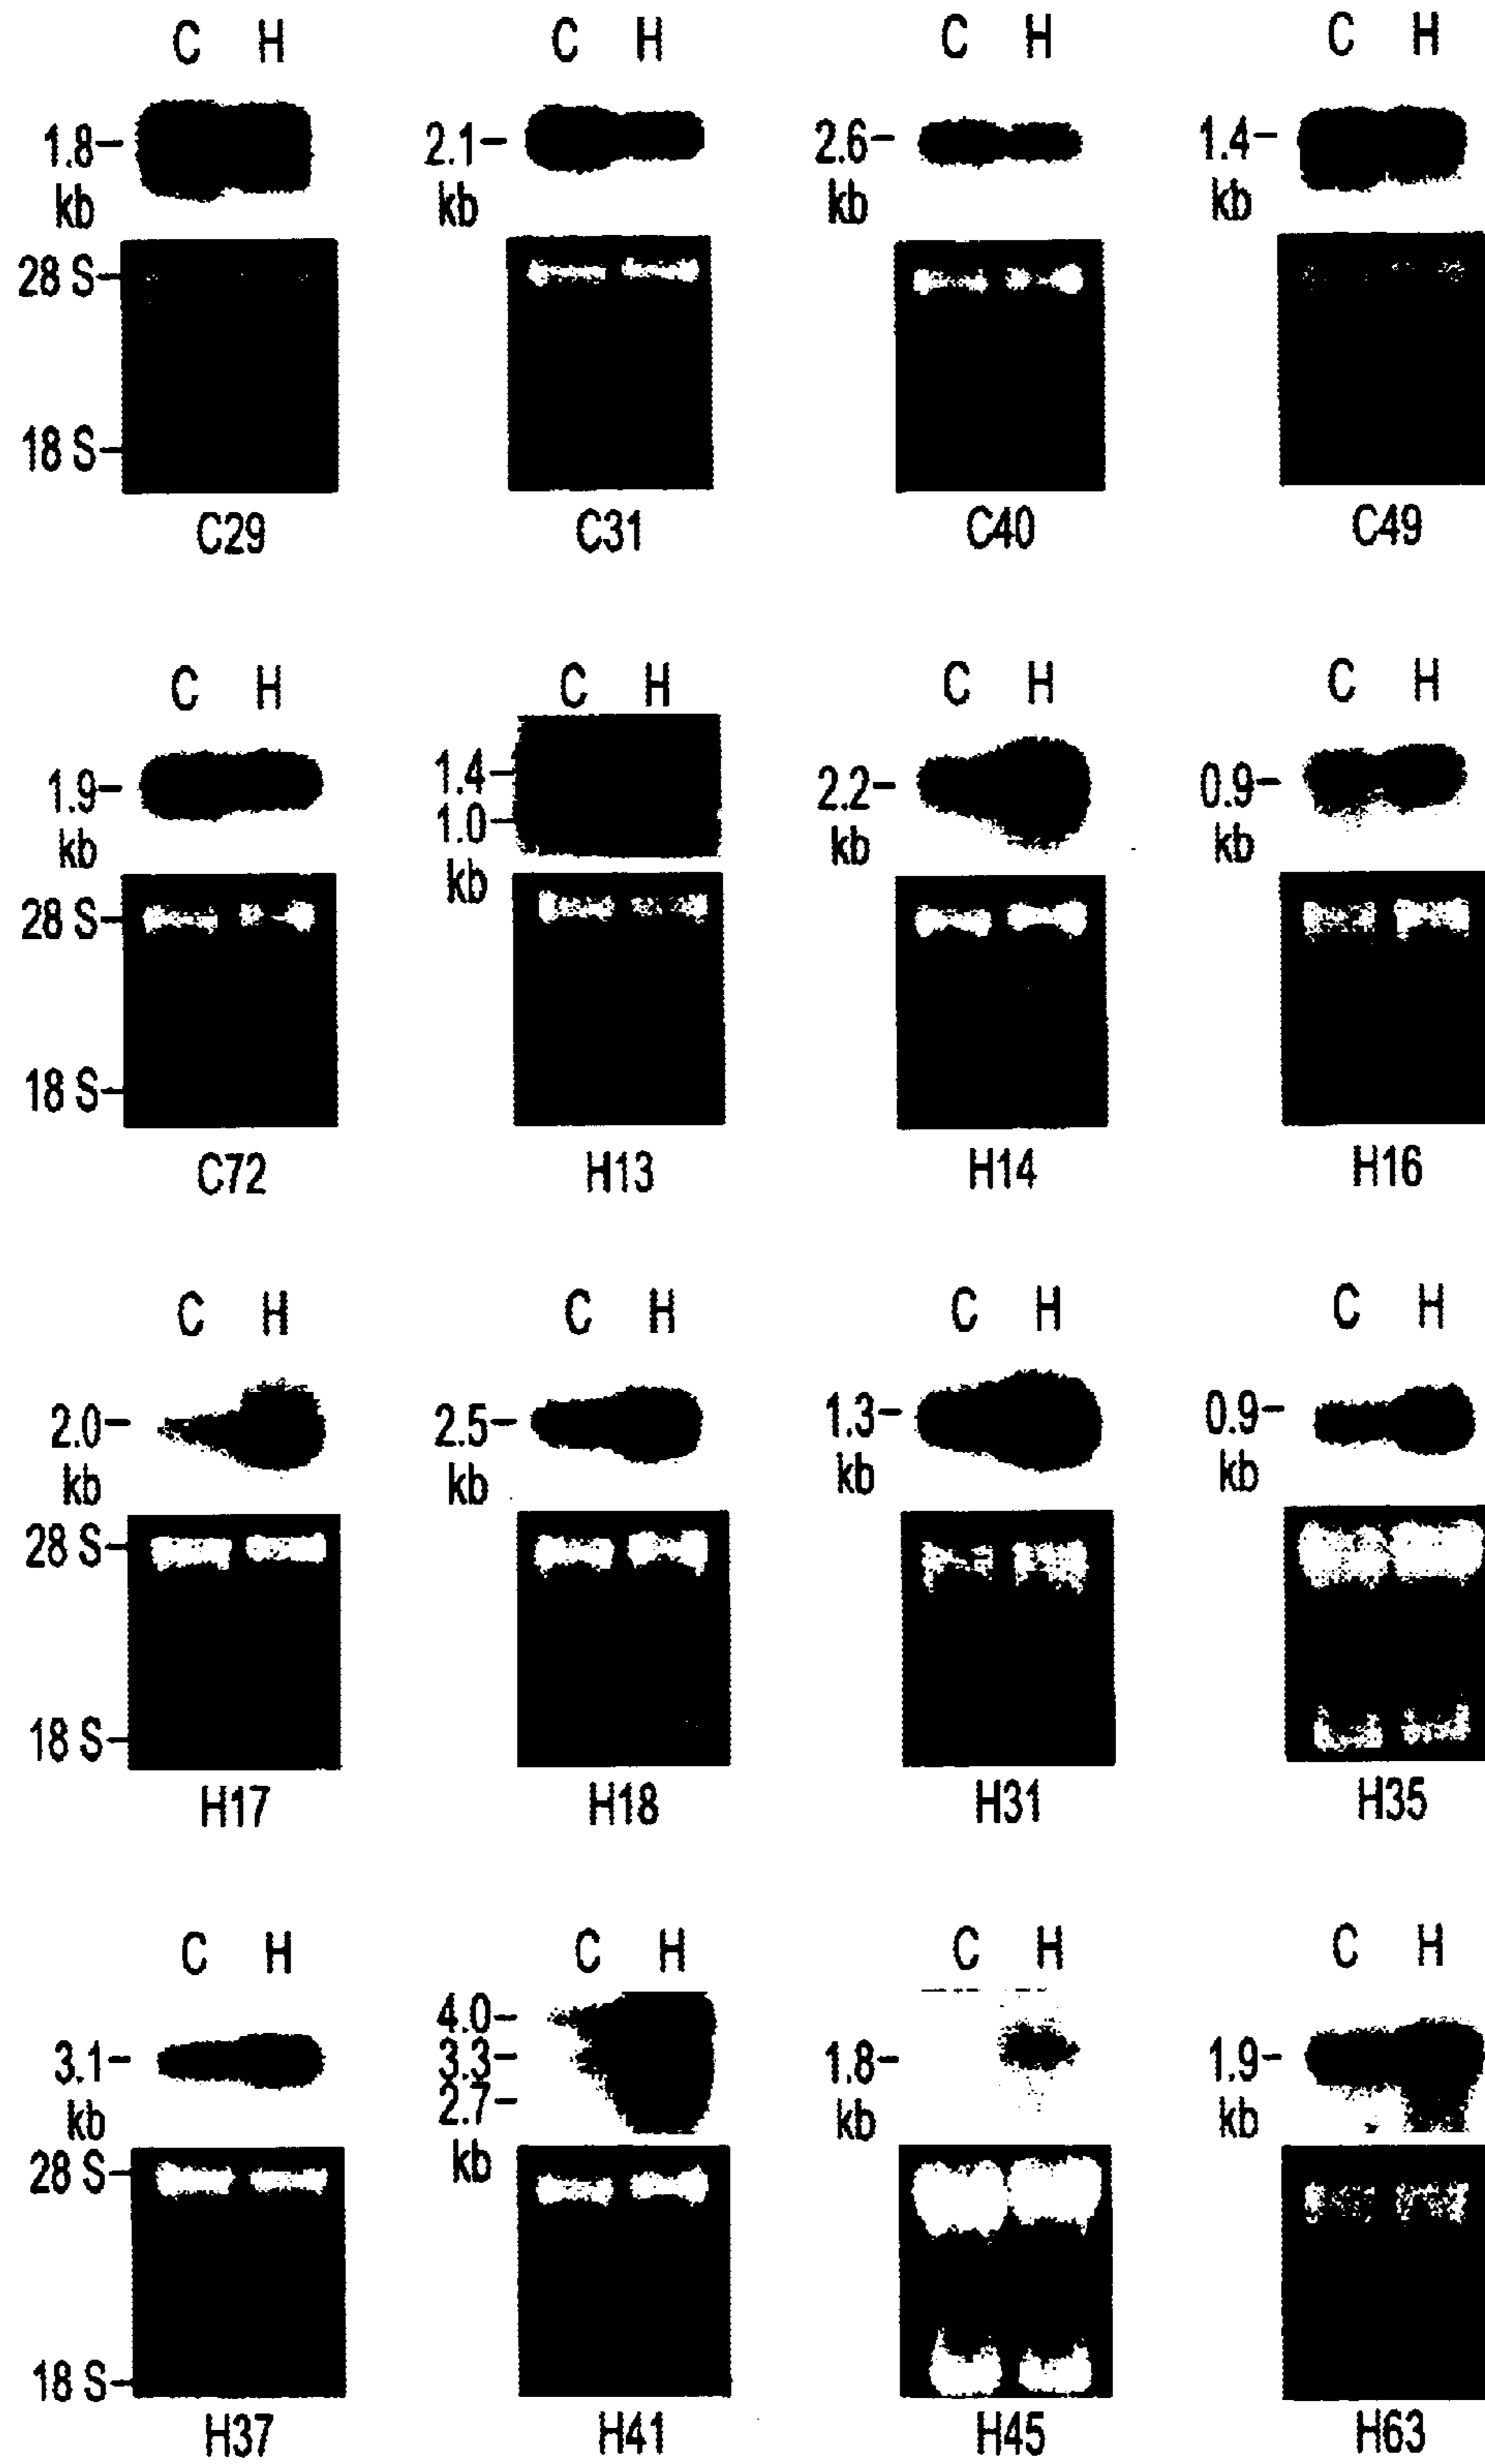 C H C H C H C H
1.8- 2.1- 2.6- 1.4-
kb kb kb kb
28 S-
18 S-
C29 C31 C40 C49
C H C H C H C H
1.9- 1.4- 2.2- 0.9-
1.0-
kb kb kb kb
28 S-
18 S-
C72 H13 H14 H16
C H C H C H C H
2.0- 2.5- 1.3- 0.9-
kb kb kb kb
28 S-
18 S-
H17 H18 H31 H35
C H C H C H C H
4.0-
3.1- 3.3- 1.8- 1.9-
2.7-
kb kb kb kb
28 S-
18 S-
H37 H41 H45 H63